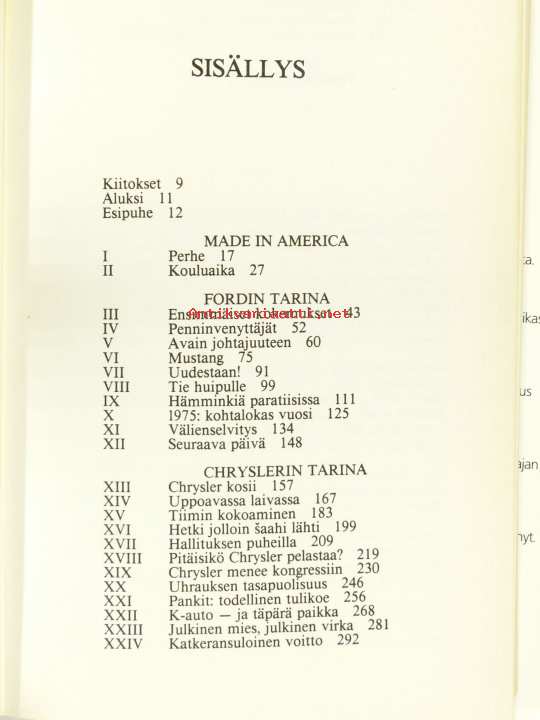 SISÄLLYS
Kiitokset 9
Aluksi 11
Esipuhe 12
MADE IN AMERICA
I Perhe 17
II Kouluaika 27
FORDIN TARINA
III Ensimmäiset kokemukset 43
IV Penninvenyttäjät 52
V Avain johtajuuteen 60
VI Mustang 75
VII Uudestaan! 91
VIII Tie huipulle 99
IX Hämminkiä paratiisissa 111
X 1975: kohtalokas vuosi 125
XI Välienselvitys 134
XII Seuraava päivä 148
CHRYSLERIN TARINA
XIII Chrysler kosii 157
XIV Uppoavassa laivassa 167
XV Tiimin kokoaminen 183
XVI Hetki jolloin šaahi lähti 199
XVII Hallituksen puheilla 209
XVIII Pitäisikö Chrysler pelastaa? 219
XIX Chrysler menee kongressiin 230
XX Uhrauksen tasapuolisuus 246
XXI Pankit: todellinen tulikoe 256
XXII K-auto — ja täpärä paikka 268
XXIII Julkinen mies, julkinen virka 281
XXIV Katkeransuloinen voitto 292